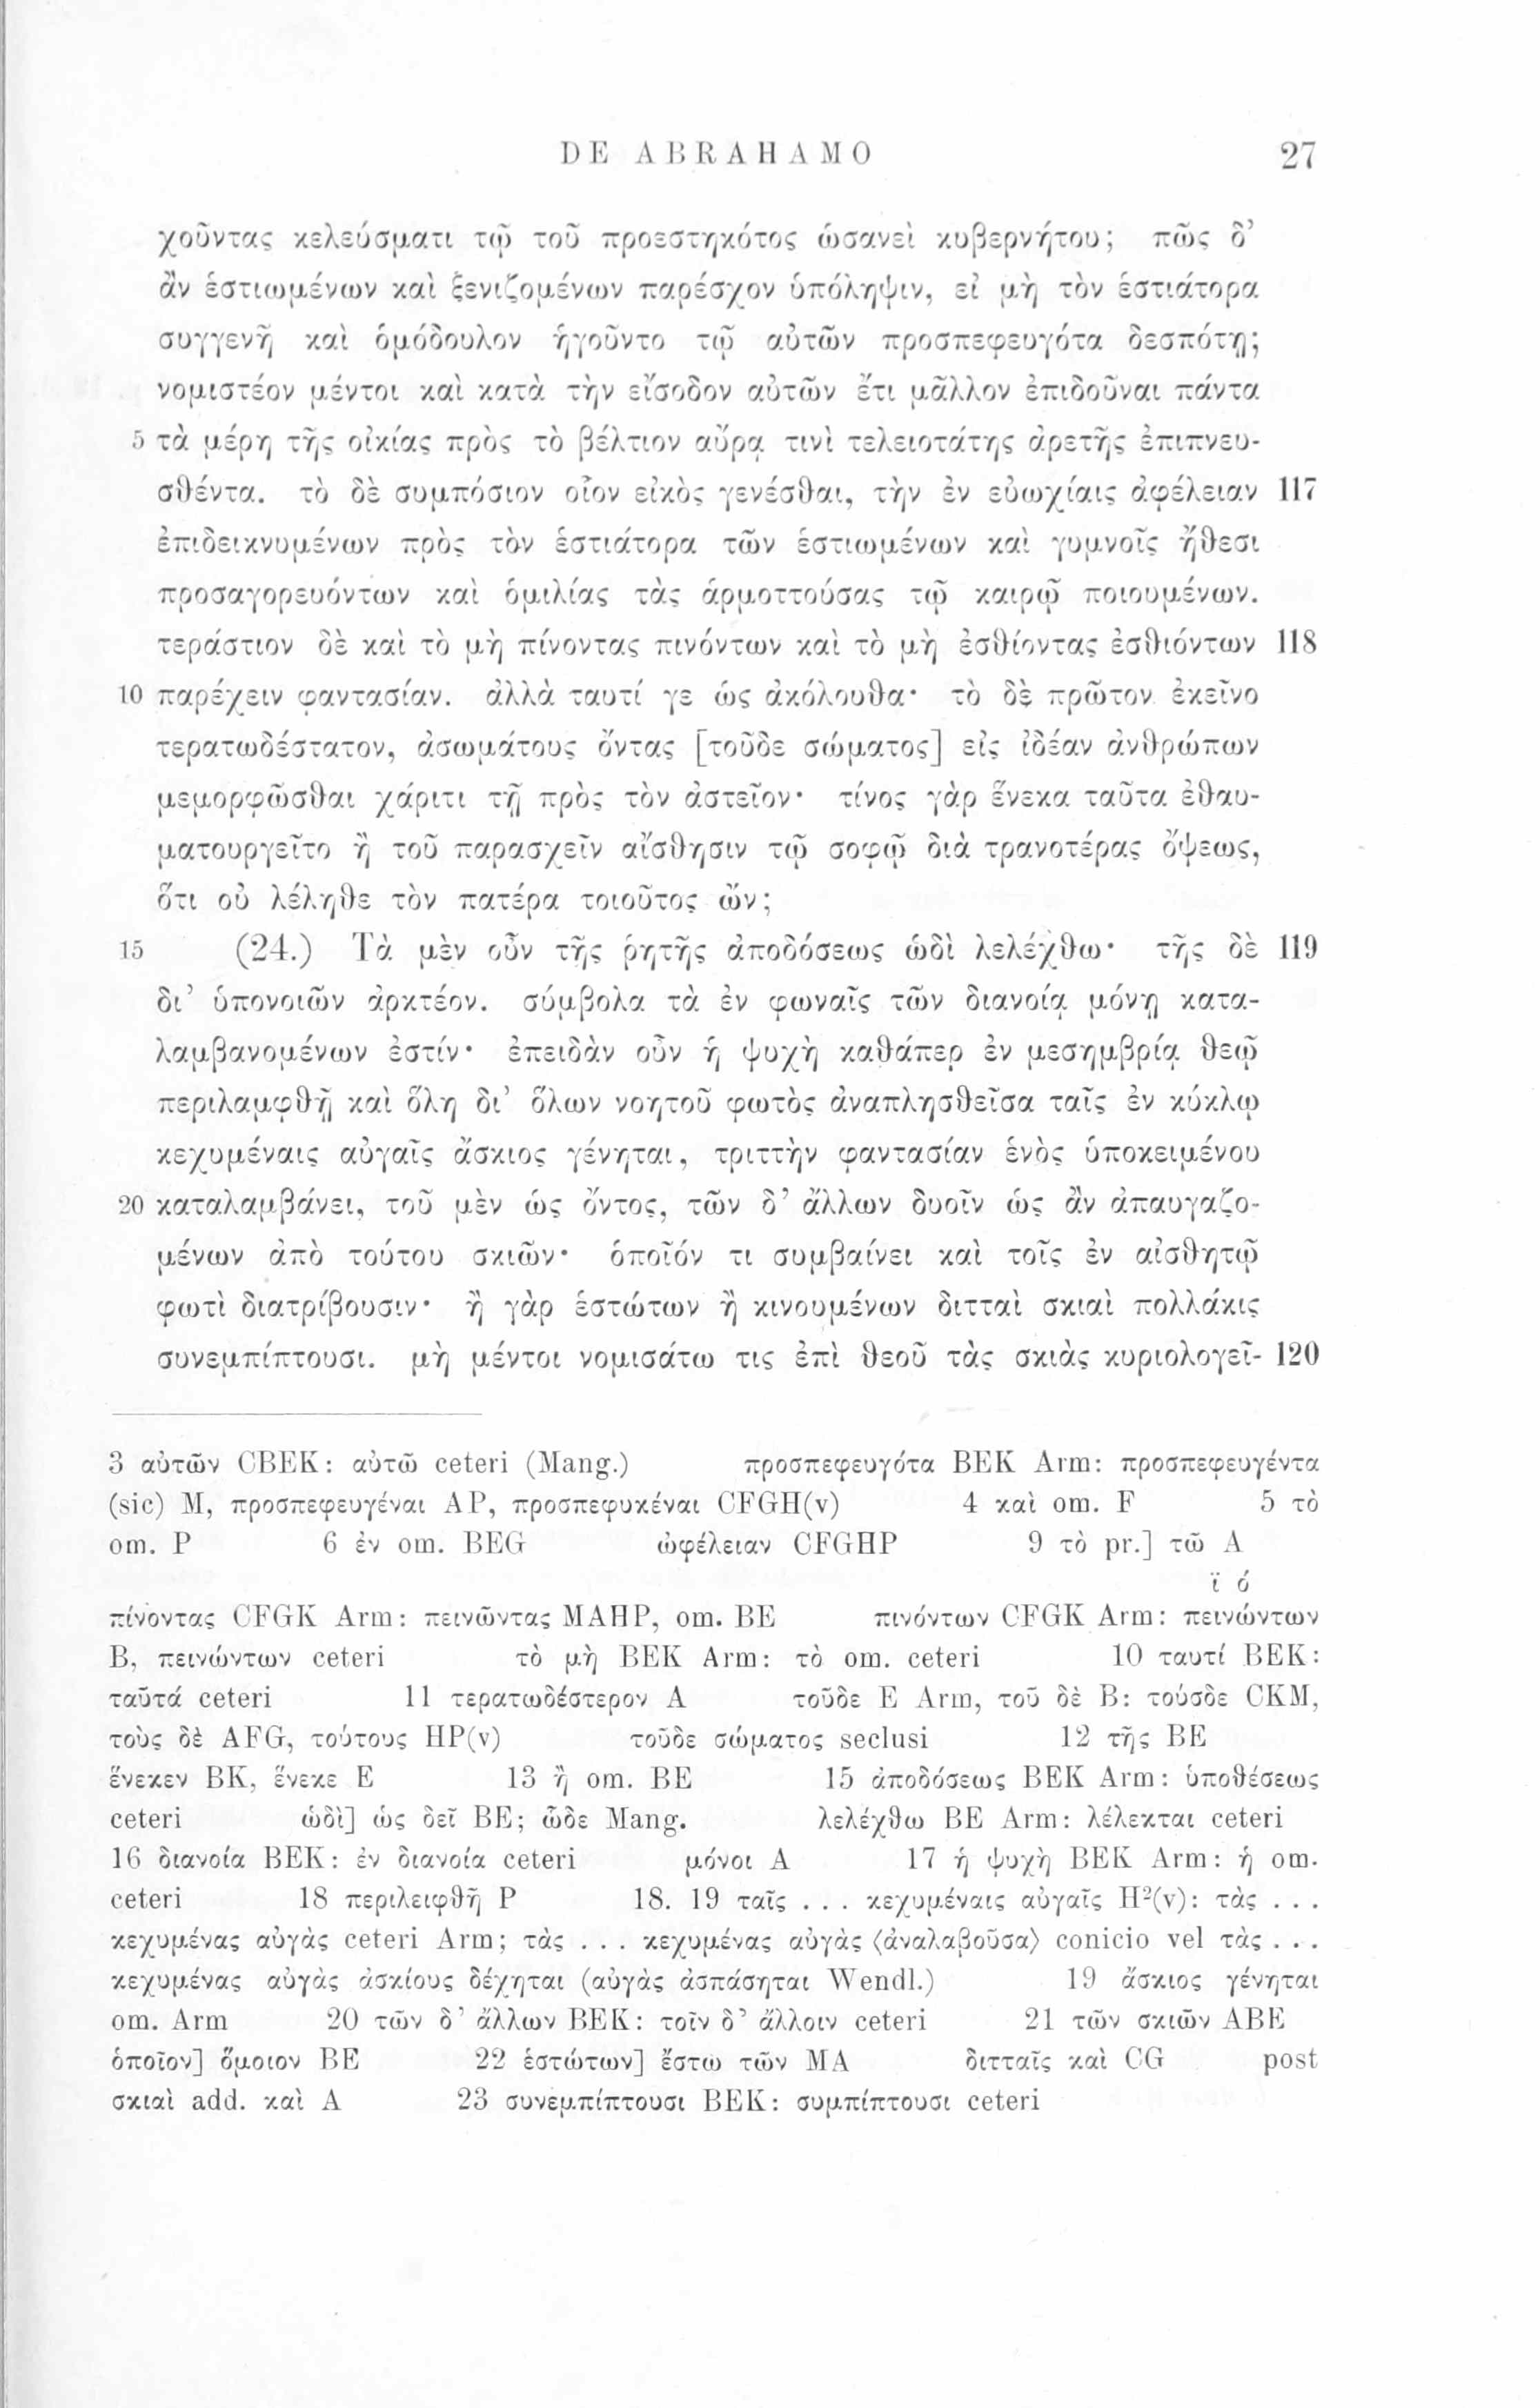 DE ABRAHAMO 27
χοῦντας κελεύσματι τῷ τοῦ προεστηκότος ὡσανεὶ κυβερνήτου; πῶς δ’
ἂν ἑστιωμένων καὶ ξενιζομένων παρέσχον ὑπόληψιν, εἰ μὴ τὸν ἑστιάτορα
συγγενῆ καὶ ὁμόδουλον ἡγοῦντο τῷ αὐτῶν προσπεφευγότα δεσπότῃ;
νομιστέον μέντοι καὶ κατὰ τὴν εἴσοδον αὐτῶν ἔτι μᾶλλον ἐπιδοῦναι πάντα
5 τὰ μέρη τῆς οἰκίας πρὸς τὸ βέλτιον αὔρᾳ τινὶ τελειοτάτης ἀρετῆς ἐπιπνευ-
σθέντα. τὸ δὲ συμπόσιον οἷον εἰκὸς γενέσθαι, τὴν ἐν εὐωχίαις ἀφέλειαν 117
ἐπιδεικνυμένων πρὸς τὸν ἑστιάτορα τῶν ἑστιωμένων καὶ γυμνοῖς ἤθεσι
προσαγορευόντων καὶ ὁμιλίας τὰς ἁρμοττούσας τῷ καιρῷ ποιουμένων.
τεράστιον δὲ καὶ τὸ μὴ πίνοντας πινόντων καὶ τὸ μὴ ἐσθίοντας ἐσθιόντων 118
10 παρέχειν φαντασίαν. ἀλλὰ ταυτί γε ὡς ἀκόλουθα· τὸ δὲ πρῶτον ἐκεῖνο
τερατωδέστατον, ἀσωμάτους ὄντας [τοῦδε σώματος] εἰς ἰδέαν ἀνθρώπων
μεμορφῶσθαι χάριτι τῇ πρὸς τὸν ἀστεῖον· τίνος γὰρ ἕνεκα ταῦτα ἐθαυ-
ματουργεῖτο ἢ τοῦ παρασχεῖν αἴσθησιν τῷ σοφῷ διὰ τρανοτέρας ὄψεως,
ὅτι οὐ λέληθε τὸν πατέρα τοιοῦτος ὤν;
15 (24.) Τὰ μὲν οὖν τῆς ῥητῆς ἀποδόσεως ὡδὶ λελέχθω· τῆς δὲ 119
δι’ ὑπονοιῶν ἀρκτέον. σύμβολα τὰ ἐν φωναῖς τῶν διανοίᾳ μόνῃ κατα-
λαμβανομένων ἐστίν· ἐπειδὰν οὖν ἡ ψυχὴ καθάπερ ἐν μεσημβρίᾳ θεῷ
περιλαμφθῇ καὶ ὅλη δι’ ὅλων νοητοῦ φωτὸς ἀναπλησθεῖσα ταῖς ἐν κύκλῳ
κεχυμέναις αὐγαῖς ἄσκιος γένηται, τριττὴν φαντασίαν ἑνὸς ὑποκειμένου
20 καταλαμβάνει, τοῦ μὲν ὡς ὄντος, τῶν δ’ ἄλλων δυοῖν ὡς ἂν ἀπαυγαζο-
μένων ἀπὸ τούτου σκιῶν· ὁποῖόν τι συμβαίνει καὶ τοῖς ἐν αἰσθητῷ
φωτὶ διατρίβουσιν· ἢ γὰρ ἑστώτων ἢ κινουμένων διτταὶ σκιαὶ πολλάκις
συνεμπίπτουσι. μὴ μέντοι νομισάτω τις ἐπὶ θεοῦ τὰς σκιὰς κυριολογεῖ- 120
3 αὐτῶν CBEK: αὐτῶ ceteri (Mang.) προσπεφευγότα BEK Arm: προσπεφευγέντα
(sic) M, προσπεφευγέναι AP, προσπεφυκέναι CFGH(v) 4 καὶ om. F 5 τὸ
om. P 6 ἐν om. BEG ὠφέλειαν CFGHP 9 τὸ pr.] τῶ A
ϊ ό
πίνοντας CFGK Arm: πεινῶντας MAHP, om. BE πινόντων CFGK Arm: πεινώντων
B, πεινώντων ceteri τὸ μὴ BEK Arm: τὸ om. ceteri 10 ταυτί BEK:
ταῦτά ceteri 11 τερατωδέστερον A τοῦδε E Arm, τοῦ δὲ B: τούσδε CKM,
τοὺς δὲ AFG, τούτους HP(v) τοῦδε σώματος seclusi 12 τῆς BE
ἕνεκεν BK, ἕνεκε E 13 ἢ om. BE 15 ἀποδόσεως BEK Arm: ὑποθέσεως
ceteri ὡδὶ] ὡς δεῖ BE; ὧδε Mang. λελέχθω BE Arm: λέλεκται ceteri
16 διανοία BEK: ἐν διανοία ceteri μόνοι A 17 ἡ ψυχὴ BEK Arm: ἡ om.
ceteri 18 περιλειφθῆ P 18. 19 ταῖς . . . κεχυμέναις αὐγαῖς H²(v): τὰς . . .
κεχυμένας αὐγὰς ceteri Arm; τὰς . . . κεχυμένας αὐγὰς ⟨ἀναλαβοῦσα⟩ conicio vel τὰς . . .
κεχυμένας αὐγὰς ἀσκίους δέχηται (αὐγὰς ἀσπάσηται Wendl.) 19 ἄσκιος γένηται
om. Arm 20 τῶν δ’ ἄλλων BEK: τοῖν δ’ ἄλλοιν ceteri 21 τῶν σκιῶν ABE
ὁποῖον] ὅμοιον BE 22 ἑστώτων] ἔστω τῶν MA διτταῖς καὶ CG post
σκιαὶ add. καὶ A 23 συνεμπίπτουσι BEK: συμπίπτουσι ceteri